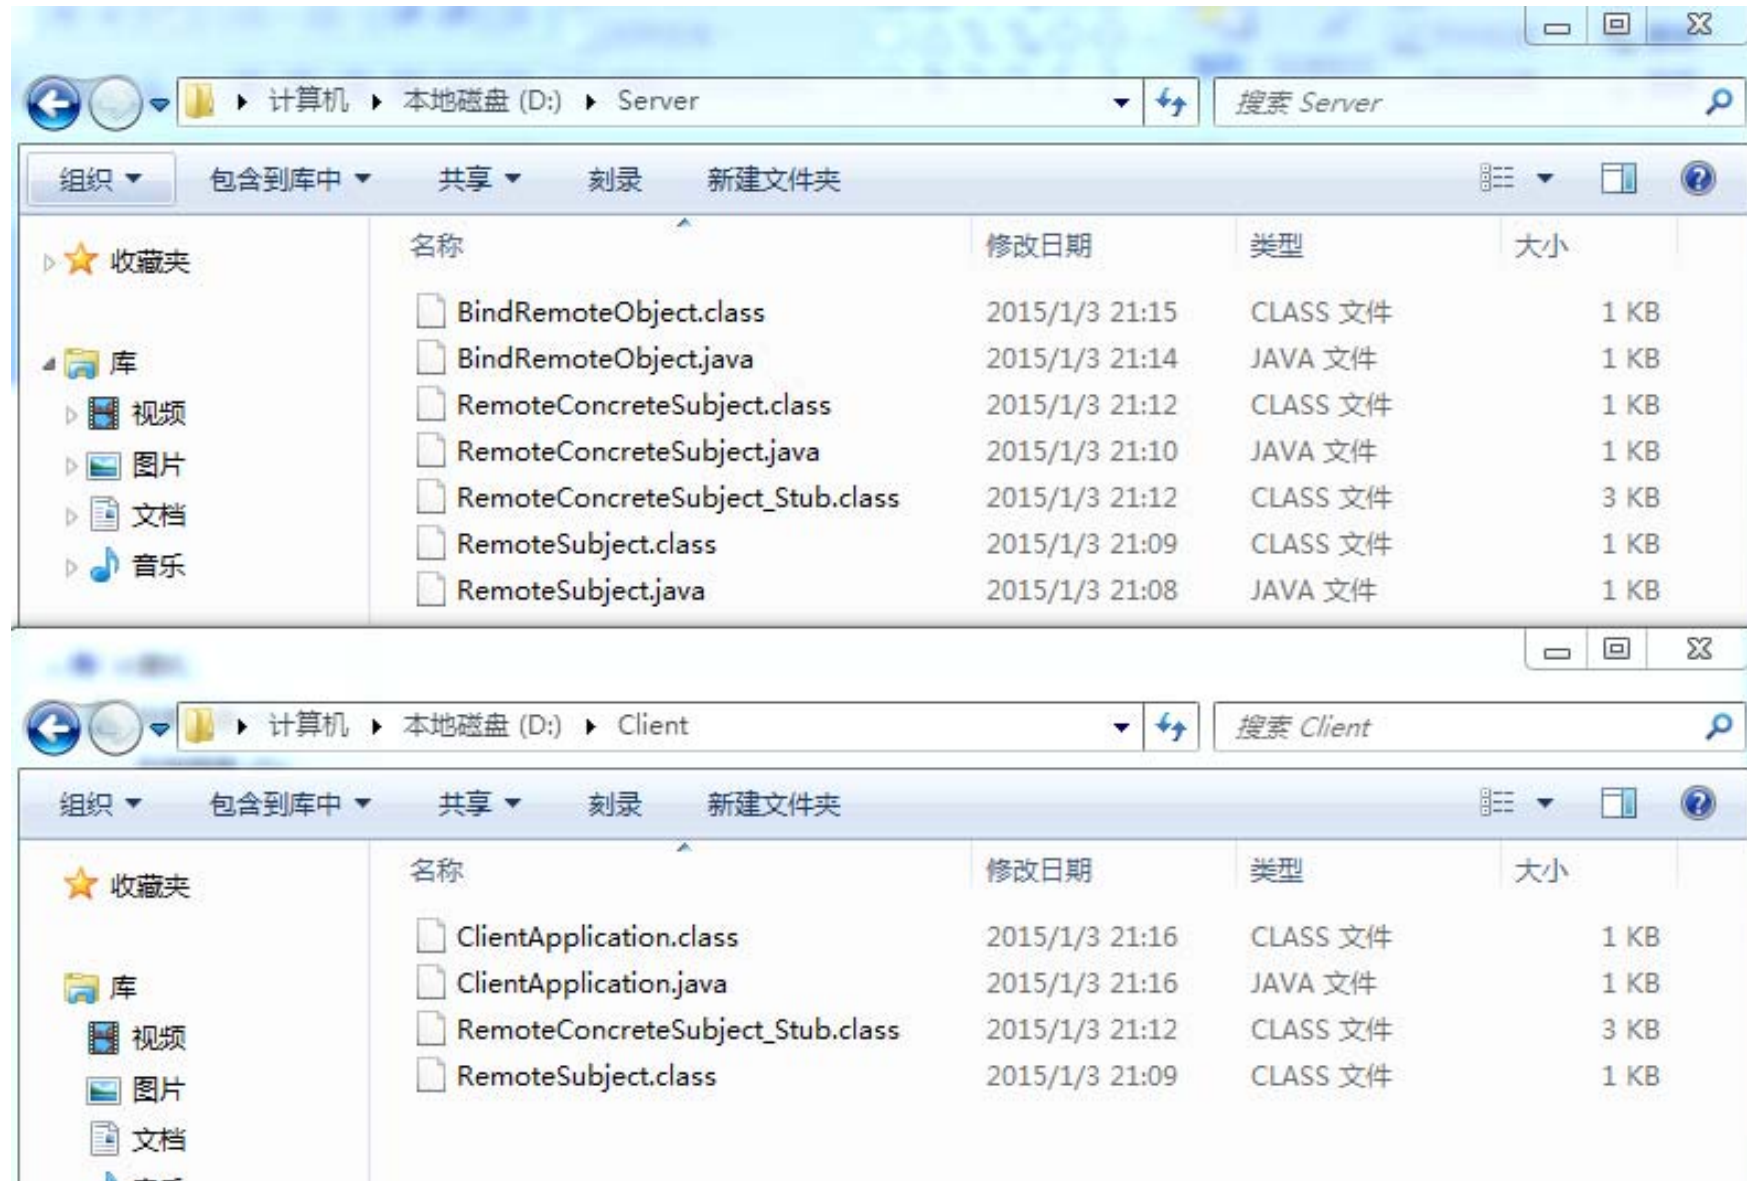 计算机 本地磁盘 (D:) Server 搜索 Server
组织 包含到库中 共享 刻录 新建文件夹
名称 修改日期 类型 大小
收藏夹
库
视频
图片
文档
音乐
BindRemoteObject.class 2015/1/3 21:15 CLASS 文件 1 KB
BindRemoteObject.java 2015/1/3 21:14 JAVA 文件 1 KB
RemoteConcreteSubject.class 2015/1/3 21:12 CLASS 文件 1 KB
RemoteConcreteSubject.java 2015/1/3 21:10 JAVA 文件 1 KB
RemoteConcreteSubject_Stub.class 2015/1/3 21:12 CLASS 文件 3 KB
RemoteSubject.class 2015/1/3 21:09 CLASS 文件 1 KB
RemoteSubject.java 2015/1/3 21:08 JAVA 文件 1 KB
计算机 本地磁盘 (D:) Client 搜索 Client
组织 包含到库中 共享 刻录 新建文件夹
名称 修改日期 类型 大小
收藏夹
库
视频
图片
文档
ClientApplication.class 2015/1/3 21:16 CLASS 文件 1 KB
ClientApplication.java 2015/1/3 21:16 JAVA 文件 1 KB
RemoteConcreteSubject_Stub.class 2015/1/3 21:12 CLASS 文件 3 KB
RemoteSubject.class 2015/1/3 21:09 CLASS 文件 1 KB